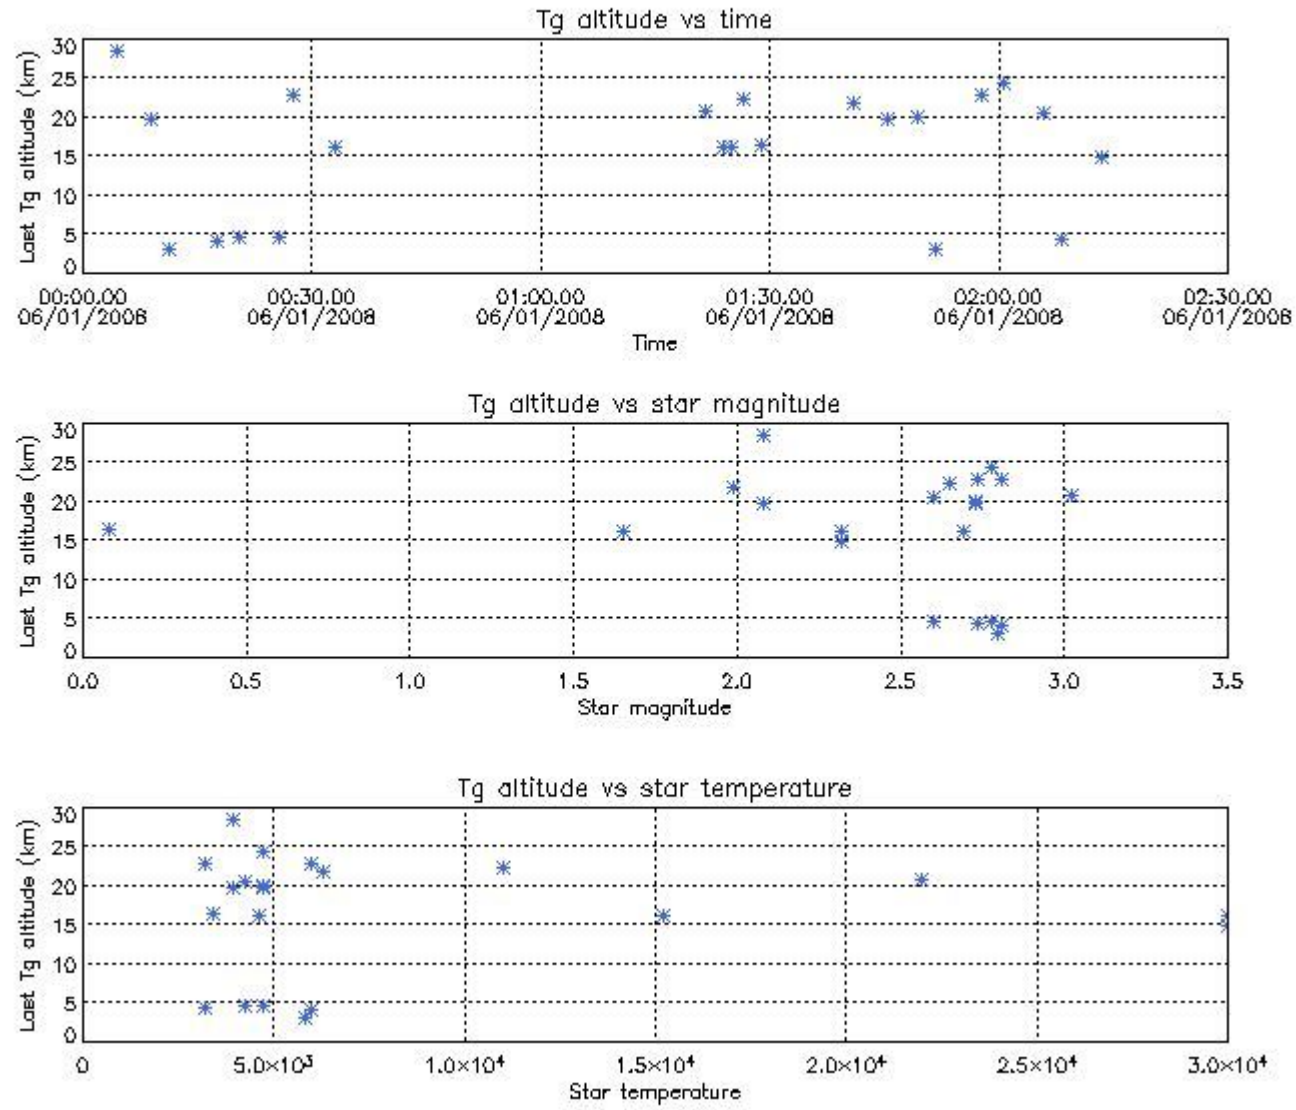 Tg altitude vs time
Last Tg altitude (km)
30
25
20
15
10
5
0
00:00.00 00:30.00 01:00.00 01:30.00 02:00.00 02:30.00
06/01/2008 06/01/2008 06/01/2008 06/01/2008 06/01/2008 06/01/2008
Time
Tg altitude vs star magnitude
Last Tg altitude (km)
30
25
20
15
10
5
0
0.0 0.5 1.0 1.5 2.0 2.5 3.0 3.5
Star magnitude
Tg altitude vs star temperature
Last Tg altitude (km)
30
25
20
15
10
5
0
0 5.0×10³ 1.0×10⁴ 1.5×10⁴ 2.0×10⁴ 2.5×10⁴ 3.0×10⁴
Star temperature